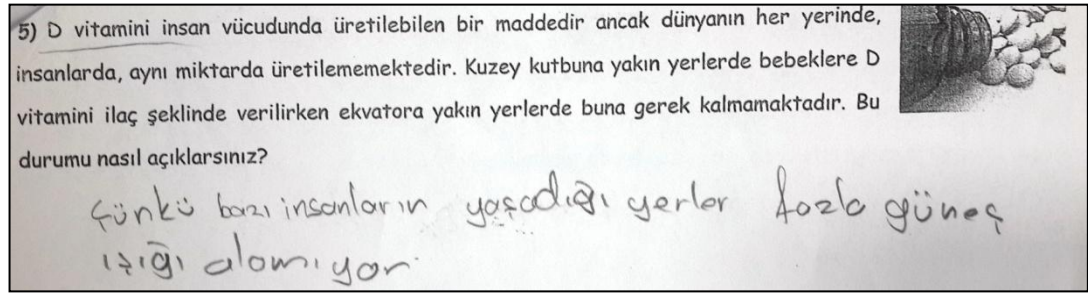 5) D vitamini insan vücudunda üretilebilen bir maddedir ancak dünyanın her yerinde,
insanlarda, aynı miktarda üretilememektedir. Kuzey kutbuna yakın yerlerde bebeklere D
vitamini ilaç şeklinde verilirken ekvatora yakın yerlerde buna gerek kalmamaktadır. Bu
durumu nasıl açıklarsınız?
Çünkü bazı insanların yaşadığı yerler fazla güneş
ışığı alamıyor